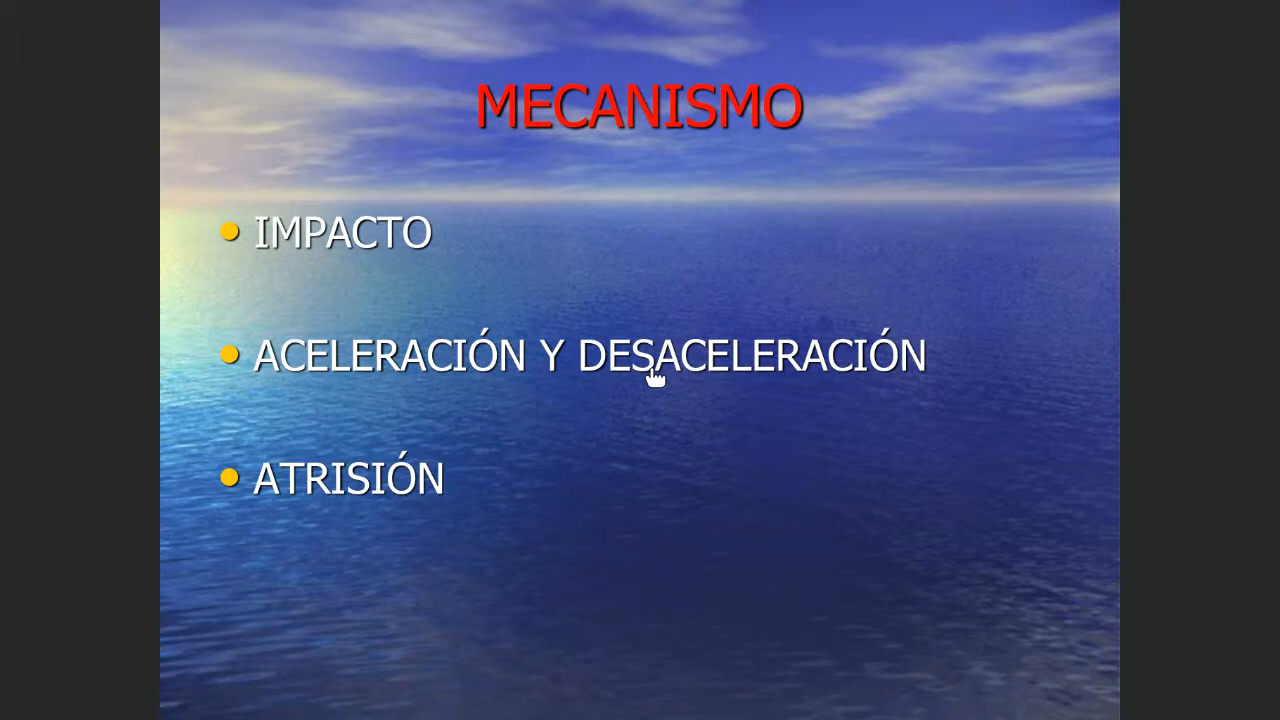 MECANISMO
• IMPACTO
• ACELERACIÓN Y DESACELERACIÓN
• ATRISIÓN